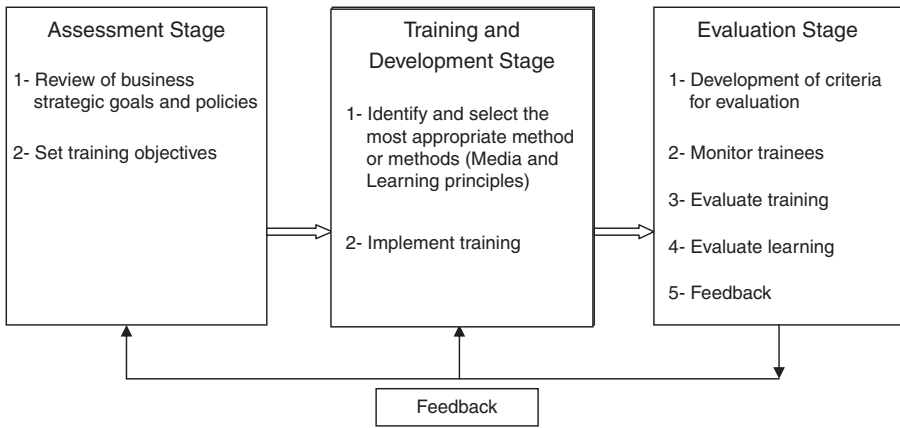 Assessment Stage
1- Review of business
strategic goals and policies
2- Set training objectives
Training and
Development Stage
1- Identify and select the
most appropriate method
or methods (Media and
Learning principles)
2- Implement training
Evaluation Stage
1- Development of criteria
for evaluation
2- Monitor trainees
3- Evaluate training
4- Evaluate learning
5- Feedback
Feedback